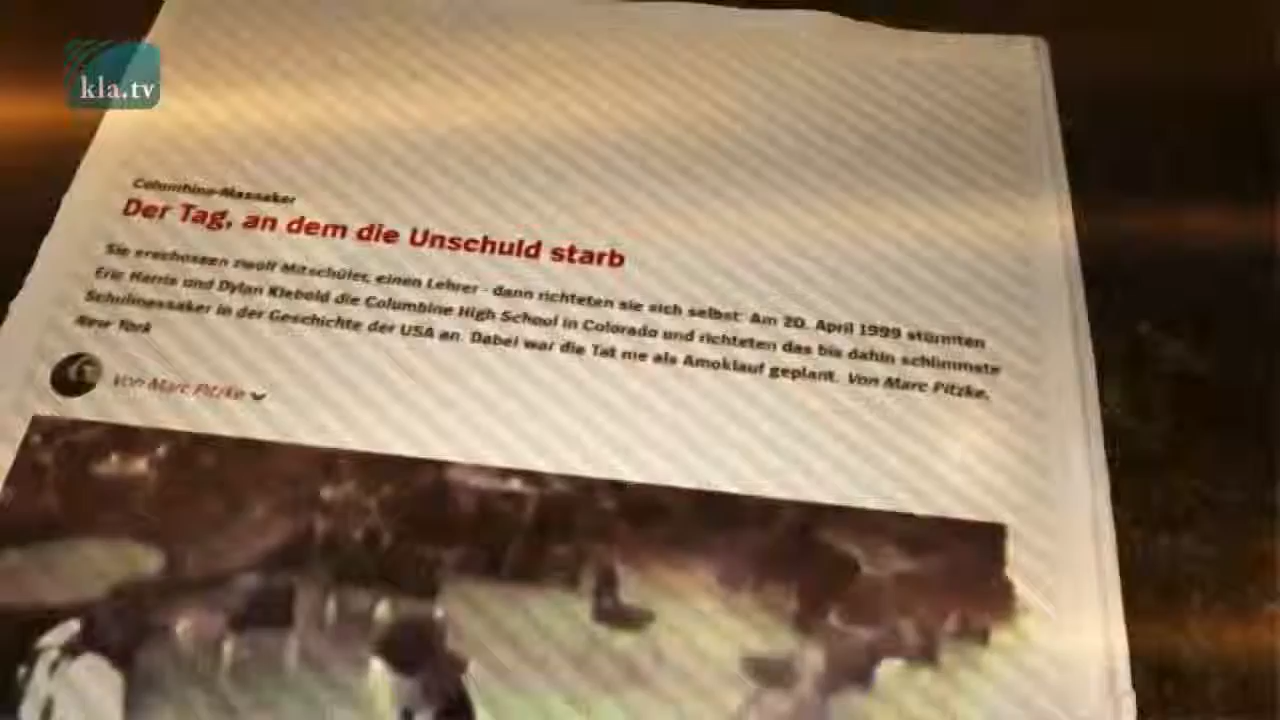 kla.tv
Columbine-Massaker
Der Tag, an dem die Unschuld starb
Sie erschossen zwölf Mitschüler, einen Lehrer - dann richteten sie sich selbst: Am 20. April 1999 stürmten
Eric Harris und Dylan Klebold die Columbine High School in Colorado und richteten das bis dahin schlimmste
Schulmassaker in der Geschichte der USA an. Dabei war die Tat nie als Amoklauf geplant. Von Marc Pitzke,
New York
Von Marc Pitzke